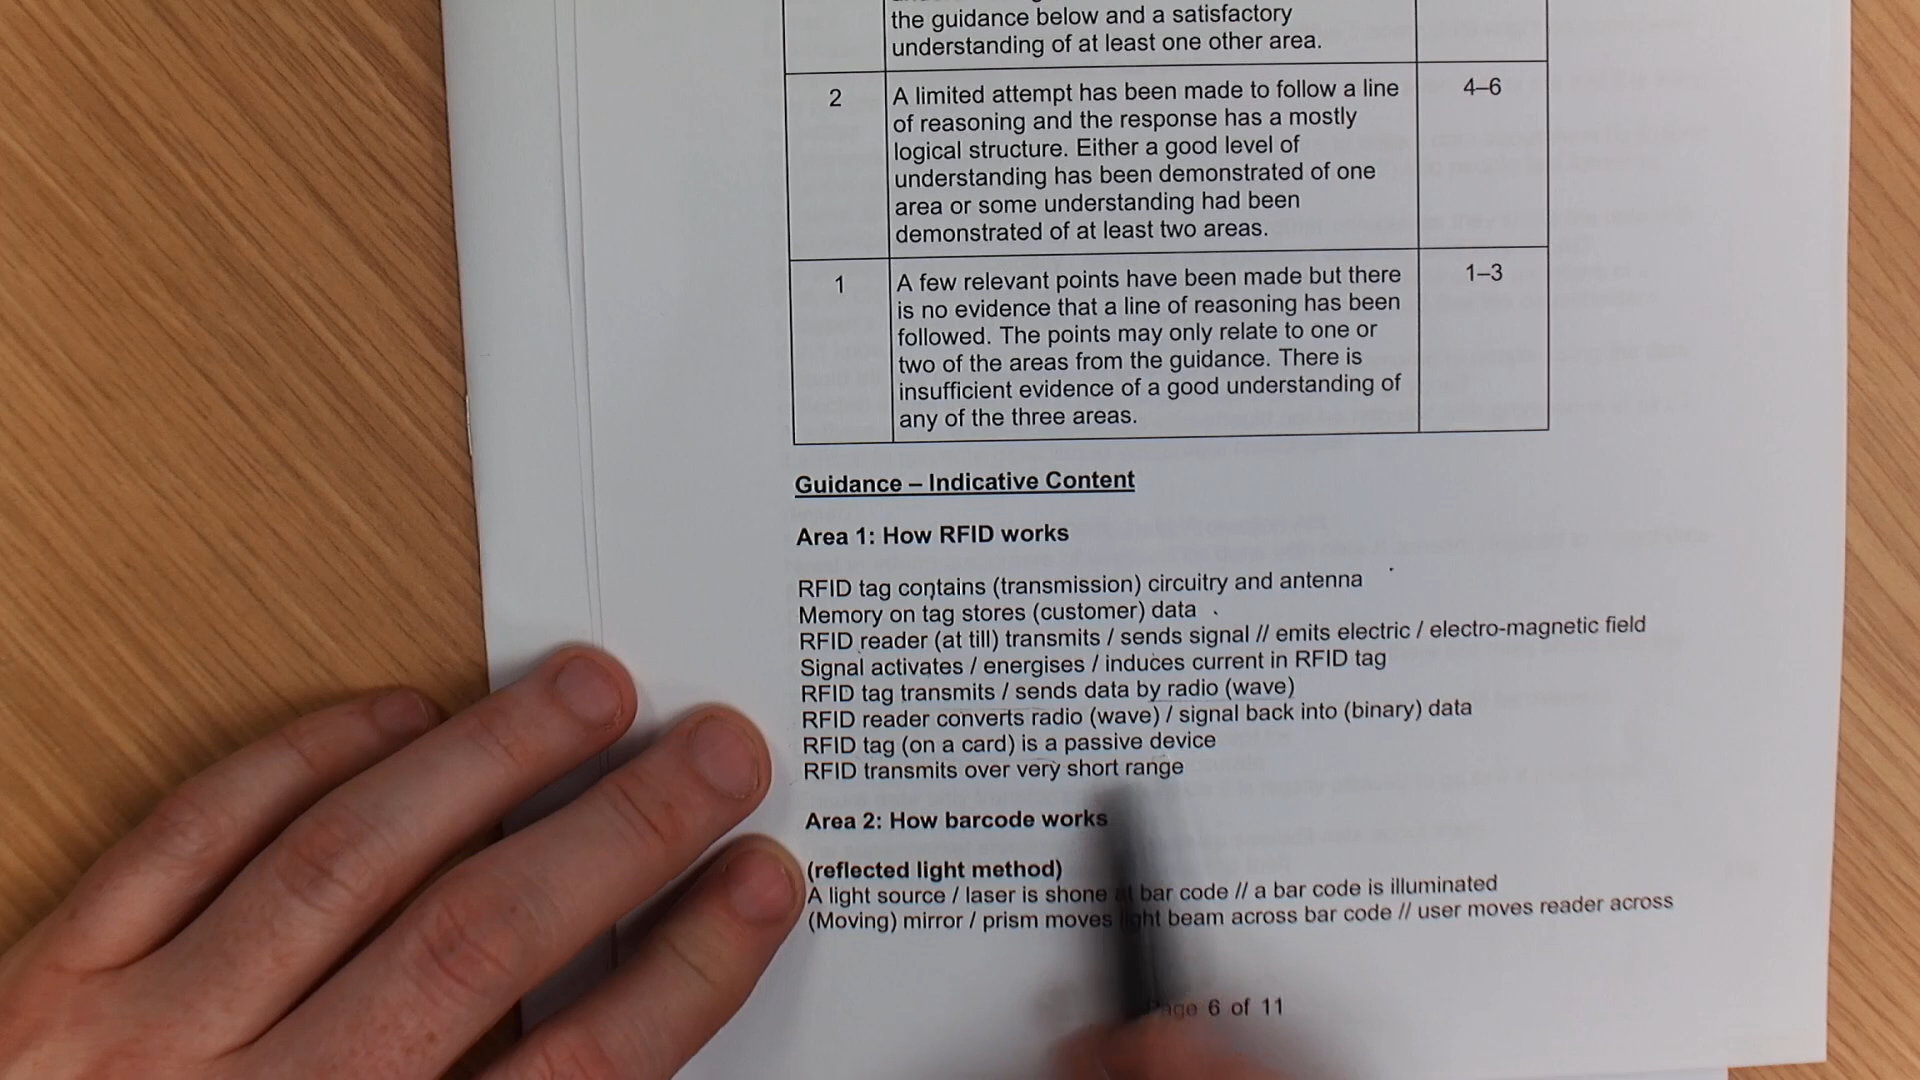 the guidance below and a satisfactory
understanding of at least one other area.
2
A limited attempt has been made to follow a line
of reasoning and the response has a mostly
logical structure. Either a good level of
understanding has been demonstrated of one
area or some understanding had been
demonstrated of at least two areas.
4–6
1
A few relevant points have been made but there
is no evidence that a line of reasoning has been
followed. The points may only relate to one or
two of the areas from the guidance. There is
insufficient evidence of a good understanding of
any of the three areas.
1–3
Guidance – Indicative Content
Area 1: How RFID works
RFID tag contains (transmission) circuitry and antenna
Memory on tag stores (customer) data
RFID reader (at till) transmits / sends signal // emits electric / electro-magnetic field
Signal activates / energises / induces current in RFID tag
RFID tag transmits / sends data by radio (wave)
RFID reader converts radio (wave) / signal back into (binary) data
RFID tag (on a card) is a passive device
RFID transmits over very short range
Area 2: How barcode works
(reflected light method)
A light source / laser is shone at bar code // a bar code is illuminated
(Moving) mirror / prism moves light beam across bar code // user moves reader across
Page 6 of 11